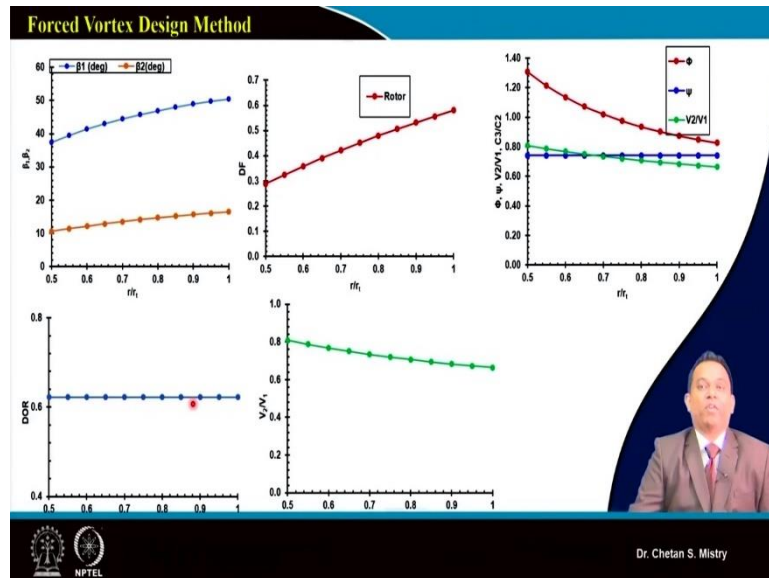 Forced Vortex Design Method
β1 (deg)
β2(deg)
60
50
40
30
20
10
0
β₁,β₂
0.5 0.6 0.7 0.8 0.9 1
r/rₜ
Rotor
0.7
0.6
0.5
0.4
0.3
0.2
0.1
0.0
DF
0.5 0.6 0.7 0.8 0.9 1
r/rₜ
Φ
ψ
V2/V1
1.40
1.20
1.00
0.80
0.60
0.40
0.20
0.00
Φ, ψ, V2/V1, C3/C2
0.5 0.6 0.7 0.8 0.9 1
r/rₜ
0.8
0.6
0.4
DOR
0.5 0.6 0.7 0.8 0.9 1
1.0
0.8
0.6
0.4
0.2
0.0
V₂/V₁
0.5 0.6 0.7 0.8 0.9 1
NPTEL
Dr. Chetan S. Mistry